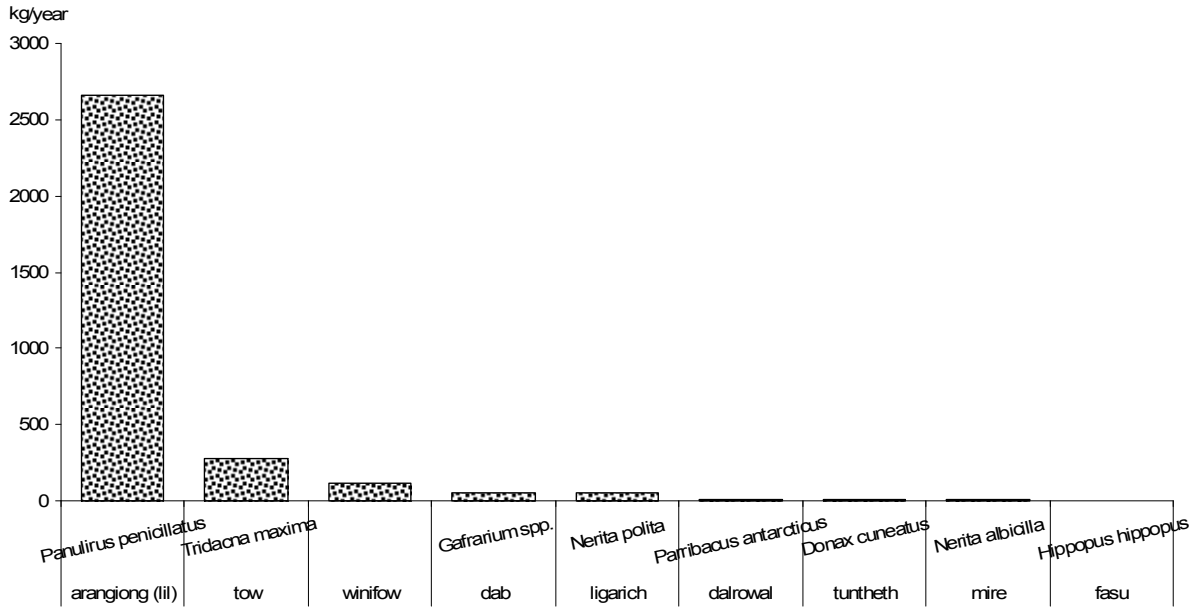 kg/year
3000
2500
2000
1500
1000
500
0
Panulirus penicillatus
Tridacna maxima
Gafrarium spp.
Nerita polita
Parribacus antarcticus
Donax cuneatus
Nerita albicilla
Hippopus hippopus
arangiong (lil) tow winifow dab ligarich dalrowal tuntheth mire fasu